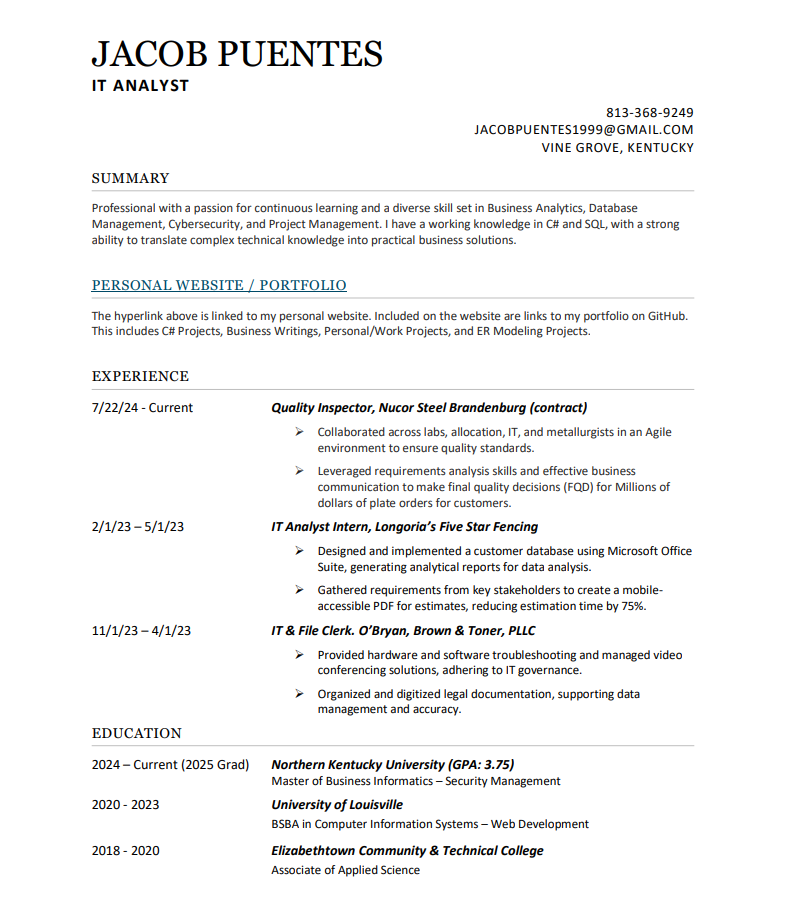 JACOB PUENTES
IT ANALYST
813-368-9249
JACOBPUENTES1999@GMAIL.COM
VINE GROVE, KENTUCKY
SUMMARY
Professional with a passion for continuous learning and a diverse skill set in Business Analytics, Database
Management, Cybersecurity, and Project Management. I have a working knowledge in C# and SQL, with a strong
ability to translate complex technical knowledge into practical business solutions.
PERSONAL WEBSITE / PORTFOLIO
The hyperlink above is linked to my personal website. Included on the website are links to my portfolio on GitHub.
This includes C# Projects, Business Writings, Personal/Work Projects, and ER Modeling Projects.
EXPERIENCE
7/22/24 - Current Quality Inspector, Nucor Steel Brandenburg (contract)
➢ Collaborated across labs, allocation, IT, and metallurgists in an Agile
environment to ensure quality standards.
➢ Leveraged requirements analysis skills and effective business
communication to make final quality decisions (FQD) for Millions of
dollars of plate orders for customers.
2/1/23 – 5/1/23 IT Analyst Intern, Longoria’s Five Star Fencing
➢ Designed and implemented a customer database using Microsoft Office
Suite, generating analytical reports for data analysis.
➢ Gathered requirements from key stakeholders to create a mobile-
accessible PDF for estimates, reducing estimation time by 75%.
11/1/23 – 4/1/23 IT & File Clerk. O’Bryan, Brown & Toner, PLLC
➢ Provided hardware and software troubleshooting and managed video
conferencing solutions, adhering to IT governance.
➢ Organized and digitized legal documentation, supporting data
management and accuracy.
EDUCATION
2024 – Current (2025 Grad) Northern Kentucky University (GPA: 3.75)
Master of Business Informatics – Security Management
2020 - 2023 University of Louisville
BSBA in Computer Information Systems – Web Development
2018 - 2020 Elizabethtown Community & Technical College
Associate of Applied Science